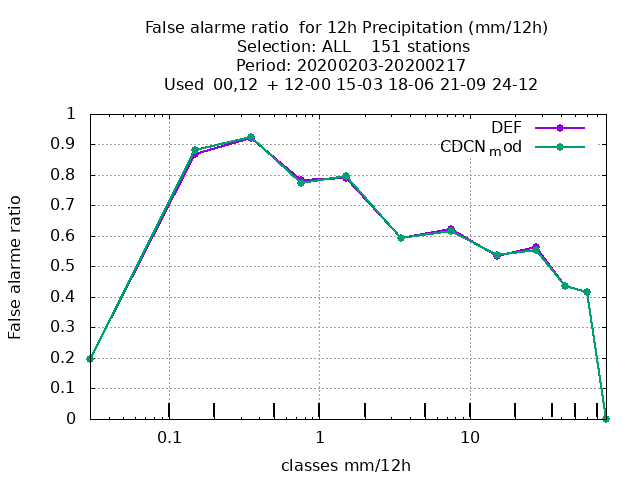 False alarme ratio  for 12h Precipitation (mm/12h)
Selection: ALL    151 stations
Period: 20200203-20200217
Used  00,12  + 12-00 15-03 18-06 21-09 24-12
DEF
CDCNmod
1
0.9
0.8
0.7
0.6
0.5
0.4
0.3
0.2
0.1
0
False alarme ratio
0.1
1
10
classes mm/12h